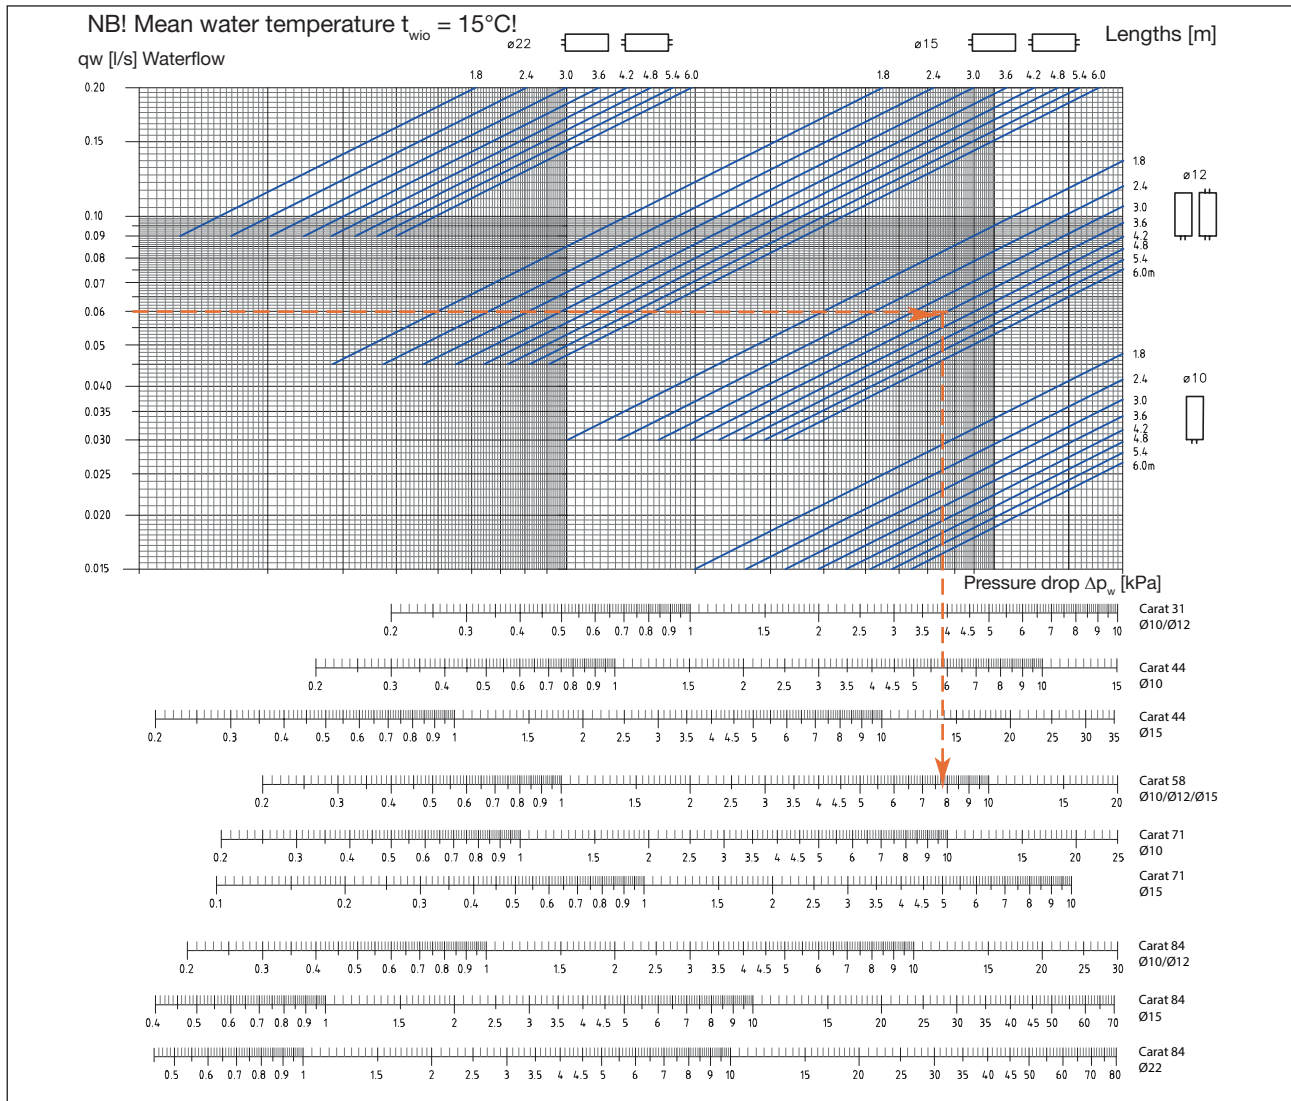 NB! Mean water temperature twio = 15°C!
qw [l/s] Waterflow
ø22
ø15
Lengths [m]
1.8 2.4 3.0 3.6 4.2 4.8 5.4 6.0 1.8 2.4 3.0 3.6 4.2 4.8 5.4 6.0
0.20
0.15
0.10
0.09
0.08
0.07
0.06
0.05
0.040
0.035
0.030
0.025
0.020
0.015
1.8
2.4
3.0
3.6
4.2
4.8
5.4
6.0m
ø12
1.8
2.4
3.0
3.6
4.2
4.8
5.4
6.0m
ø10
Pressure drop Δpw [kPa]
0.2 0.3 0.4 0.5 0.6 0.7 0.8 0.9 1 1.5 2 2.5 3 3.5 4 4.5 5 6 7 8 9 10
Carat 31
Ø10/Ø12
0.2 0.3 0.4 0.5 0.6 0.7 0.8 0.9 1 1.5 2 2.5 3 3.5 4 4.5 5 6 7 8 9 10 15
Carat 44
Ø10
0.2 0.3 0.4 0.5 0.6 0.7 0.8 0.9 1 1.5 2 2.5 3 3.5 4 4.5 5 6 7 8 9 10 15 20 25 30 35
Carat 44
Ø15
0.2 0.3 0.4 0.5 0.6 0.7 0.8 0.9 1 1.5 2 2.5 3 3.5 4 4.5 5 6 7 8 9 10 15 20
Carat 58
Ø10/Ø12/Ø15
0.2 0.3 0.4 0.5 0.6 0.7 0.8 0.9 1 1.5 2 2.5 3 3.5 4 4.5 5 6 7 8 9 10 15 20 25
Carat 71
Ø10
0.1 0.2 0.3 0.4 0.5 0.6 0.7 0.8 0.9 1 1.5 2 2.5 3 3.5 4 4.5 5 6 7 8 9 10
Carat 71
Ø15
0.2 0.3 0.4 0.5 0.6 0.7 0.8 0.9 1 1.5 2 2.5 3 3.5 4 4.5 5 6 7 8 9 10 15 20 25 30
Carat 84
Ø10/Ø12
0.4 0.5 0.6 0.7 0.8 0.9 1 1.5 2 2.5 3 3.5 4 4.5 5 6 7 8 9 10 15 20 25 30 35 40 45 50 60 70
Carat 84
Ø15
0.5 0.6 0.7 0.8 0.9 1 1.5 2 2.5 3 3.5 4 4.5 5 6 7 8 9 10 15 20 25 30 35 40 45 50 60 70 80
Carat 84
Ø22